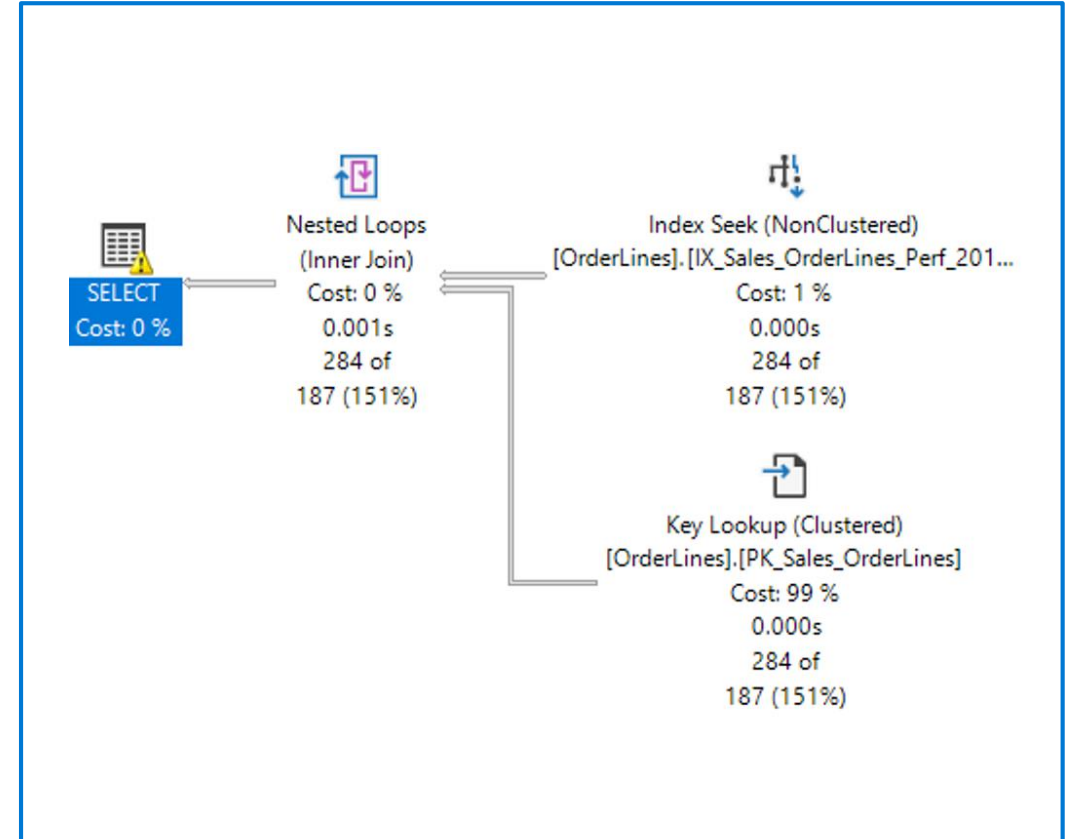 SELECT
Cost: 0 %
Nested Loops
(Inner Join)
Cost: 0 %
0.001s
284 of
187 (151%)
Index Seek (NonClustered)
[OrderLines].[IX_Sales_OrderLines_Perf_201...
Cost: 1 %
0.000s
284 of
187 (151%)
Key Lookup (Clustered)
[OrderLines].[PK_Sales_OrderLines]
Cost: 99 %
0.000s
284 of
187 (151%)